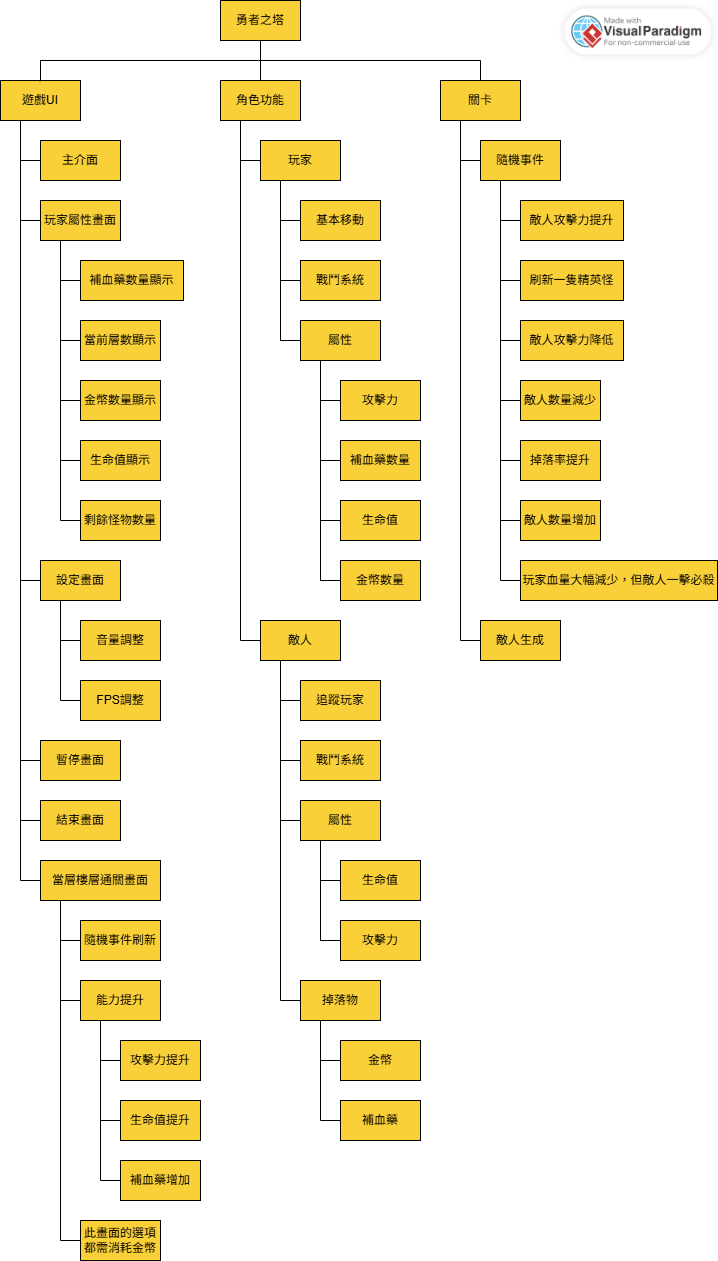 勇者之塔
Made with
VisualParadigm
For non-commercial use
遊戲UI
主介面
玩家屬性畫面
補血藥數量顯示
當前層數顯示
金幣數量顯示
生命值顯示
剩餘怪物數量
設定畫面
音量調整
FPS調整
暫停畫面
結束畫面
當層樓層通關畫面
隨機事件刷新
能力提升
攻擊力提升
生命值提升
補血藥增加
此畫面的選項
都需消耗金幣
角色功能
玩家
基本移動
戰鬥系統
屬性
攻擊力
補血藥數量
生命值
金幣數量
敵人
追蹤玩家
戰鬥系統
屬性
生命值
攻擊力
掉落物
金幣
補血藥
關卡
隨機事件
敵人攻擊力提升
刷新一隻精英怪
敵人攻擊力降低
敵人數量減少
掉落率提升
敵人數量增加
玩家血量大幅減少，但敵人一擊必殺
敵人生成